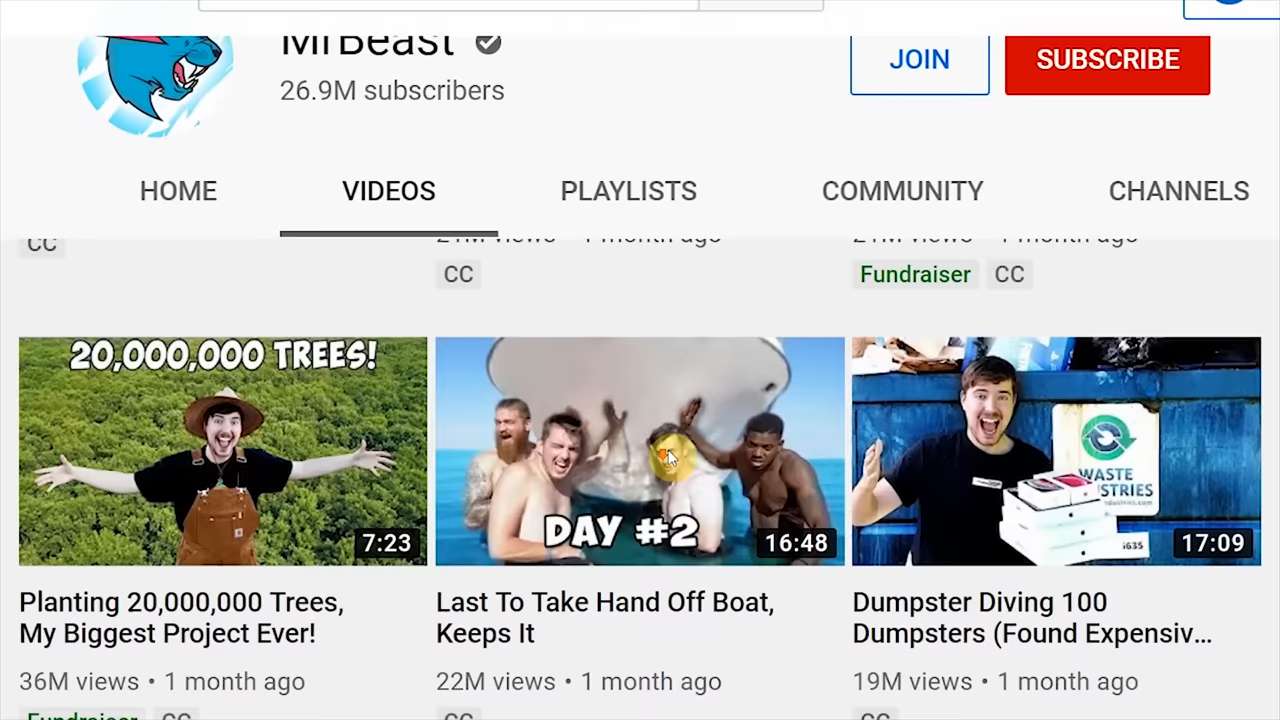 MrBeast
JOIN
SUBSCRIBE
26.9M subscribers
HOME
VIDEOS
PLAYLISTS
COMMUNITY
CHANNELS
CC
21M views • 1 month ago
21M views • 1 month ago
CC
Fundraiser CC
20,000,000 TREES!
7:23
DAY #2
16:48
WASTE
USTRIES
17:09
Planting 20,000,000 Trees,
My Biggest Project Ever!
Last To Take Hand Off Boat,
Keeps It
Dumpster Diving 100
Dumpsters (Found Expensiv...
36M views • 1 month ago
22M views • 1 month ago
19M views • 1 month ago
Fundraiser CC
CC
CC